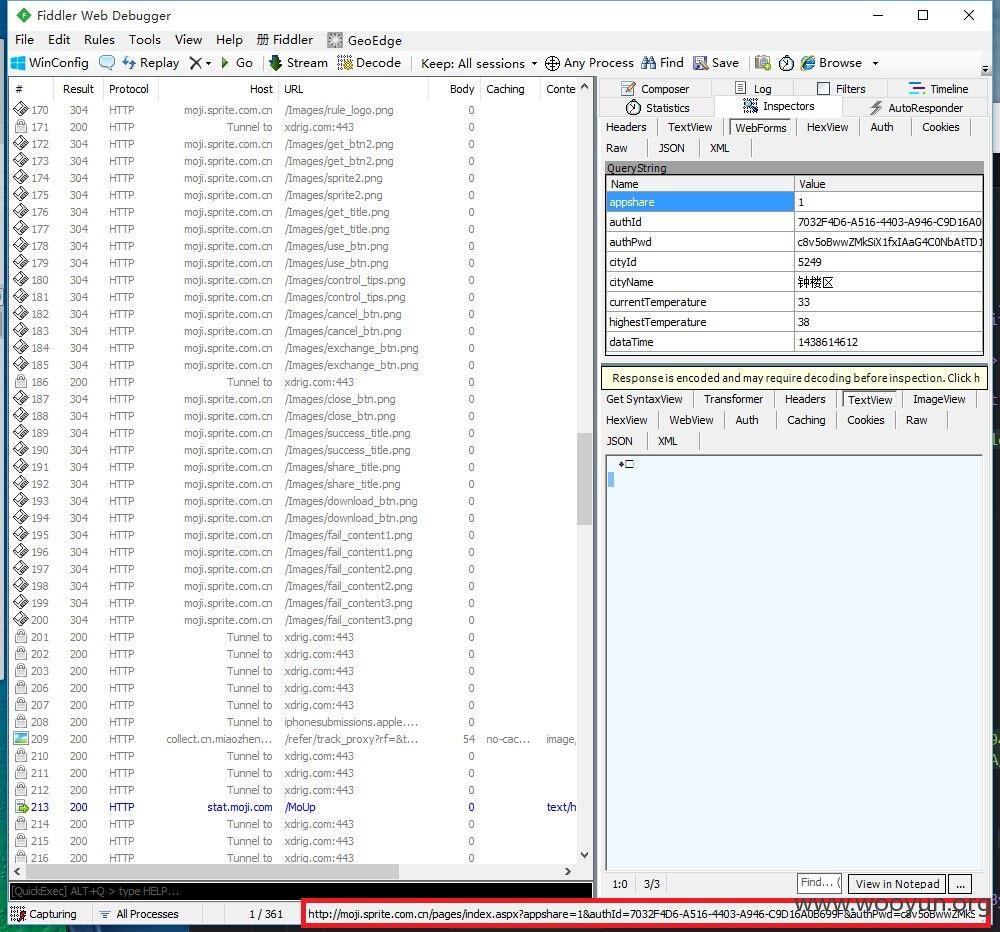 Fiddler Web Debugger
File Edit Rules Tools View Help 册 Fiddler GeoEdge
WinConfig Replay Go Stream Decode Keep: All sessions Any Process Find Save Browse
# Result Protocol Host URL Body Caching Conte
170 304 HTTP moji.sprite.com.cn /Images/rule_logo.png 0
171 200 HTTP Tunnel to xdrig.com:443 0
172 304 HTTP moji.sprite.com.cn /Images/get_btn2.png 0
173 304 HTTP moji.sprite.com.cn /Images/get_btn2.png 0
174 304 HTTP moji.sprite.com.cn /Images/sprite2.png 0
175 304 HTTP moji.sprite.com.cn /Images/sprite2.png 0
176 304 HTTP moji.sprite.com.cn /Images/get_title.png 0
177 304 HTTP moji.sprite.com.cn /Images/get_title.png 0
178 304 HTTP moji.sprite.com.cn /Images/use_btn.png 0
179 304 HTTP moji.sprite.com.cn /Images/use_btn.png 0
180 304 HTTP moji.sprite.com.cn /Images/control_tips.png 0
181 304 HTTP moji.sprite.com.cn /Images/control_tips.png 0
182 304 HTTP moji.sprite.com.cn /Images/cancel_btn.png 0
183 304 HTTP moji.sprite.com.cn /Images/cancel_btn.png 0
184 304 HTTP moji.sprite.com.cn /Images/exchange_btn.png 0
185 304 HTTP moji.sprite.com.cn /Images/exchange_btn.png 0
186 200 HTTP Tunnel to xdrig.com:443 0
187 304 HTTP moji.sprite.com.cn /Images/close_btn.png 0
188 304 HTTP moji.sprite.com.cn /Images/close_btn.png 0
189 304 HTTP moji.sprite.com.cn /Images/success_title.png 0
190 304 HTTP moji.sprite.com.cn /Images/success_title.png 0
191 304 HTTP moji.sprite.com.cn /Images/share_title.png 0
192 304 HTTP moji.sprite.com.cn /Images/share_title.png 0
193 304 HTTP moji.sprite.com.cn /Images/download_btn.png 0
194 304 HTTP moji.sprite.com.cn /Images/download_btn.png 0
195 304 HTTP moji.sprite.com.cn /Images/fail_content1.png 0
196 304 HTTP moji.sprite.com.cn /Images/fail_content1.png 0
197 304 HTTP moji.sprite.com.cn /Images/fail_content2.png 0
198 304 HTTP moji.sprite.com.cn /Images/fail_content2.png 0
199 304 HTTP moji.sprite.com.cn /Images/fail_content3.png 0
200 304 HTTP moji.sprite.com.cn /Images/fail_content3.png 0
201 200 HTTP Tunnel to xdrig.com:443 0
202 200 HTTP Tunnel to xdrig.com:443 0
203 200 HTTP Tunnel to xdrig.com:443 0
206 200 HTTP Tunnel to xdrig.com:443 0
207 200 HTTP Tunnel to xdrig.com:443 0
208 200 HTTP Tunnel to iphonesubmissions.apple.... 0
209 200 HTTP collect.cn.miaozhen... /refer/track_proxy?rf=&t... 54 no-cac... image,
210 200 HTTP Tunnel to xdrig.com:443 0
211 200 HTTP Tunnel to xdrig.com:443 0
212 200 HTTP Tunnel to xdrig.com:443 0
213 200 HTTP stat.moji.com /MoUp 0 text/h
214 200 HTTP Tunnel to xdrig.com:443 0
215 200 HTTP Tunnel to xdrig.com:443 0
216 200 HTTP Tunnel to xdrig.com:443 0
[QuickExec] ALT+Q > type HELP...
Capturing All Processes 1 / 361 http://moji.sprite.com.cn/pages/index.aspx?appshare=1&authId=7032F4D6-A516-4403-A946-C9D16A0B699F&authPwd=c8v5oBwwZMkS
Composer Log Filters Timeline
Statistics Inspectors AutoResponder
Headers TextView WebForms HexView Auth Cookies
Raw JSON XML
QueryString
Name Value
appshare 1
authId 7032F4D6-A516-4403-A946-C9D16A0
authPwd c8v5oBwwZMkSiX1fxIAaG4C0NbAtTD1
cityId 5249
cityName 钟楼区
currentTemperature 33
highestTemperature 38
dataTime 1438614612
Response is encoded and may require decoding before inspection. Click h
Get SyntaxView Transformer Headers TextView ImageView
HexView WebView Auth Caching Cookies Raw
JSON XML
1:0 3/3 Find... ( View in Notepad ...
www.wooyun.org